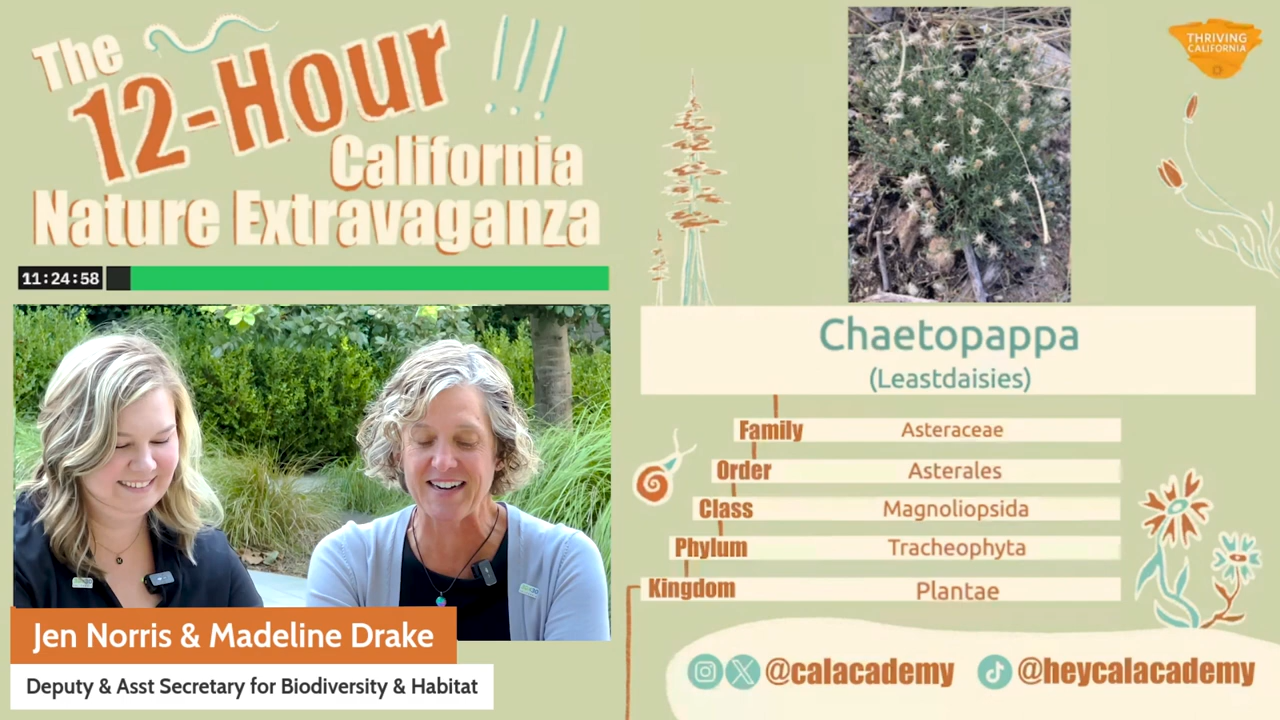 The
12-Hour !!!
California
Nature Extravaganza
11:24:58
Jen Norris & Madeline Drake
Deputy & Asst Secretary for Biodiversity & Habitat
THRIVING
CALIFORNIA
Chaetopappa
(Leastdaisies)
Family Asteraceae
Order Asterales
Class Magnoliopsida
Phylum Tracheophyta
Kingdom Plantae
@calacademy @heycalacademy